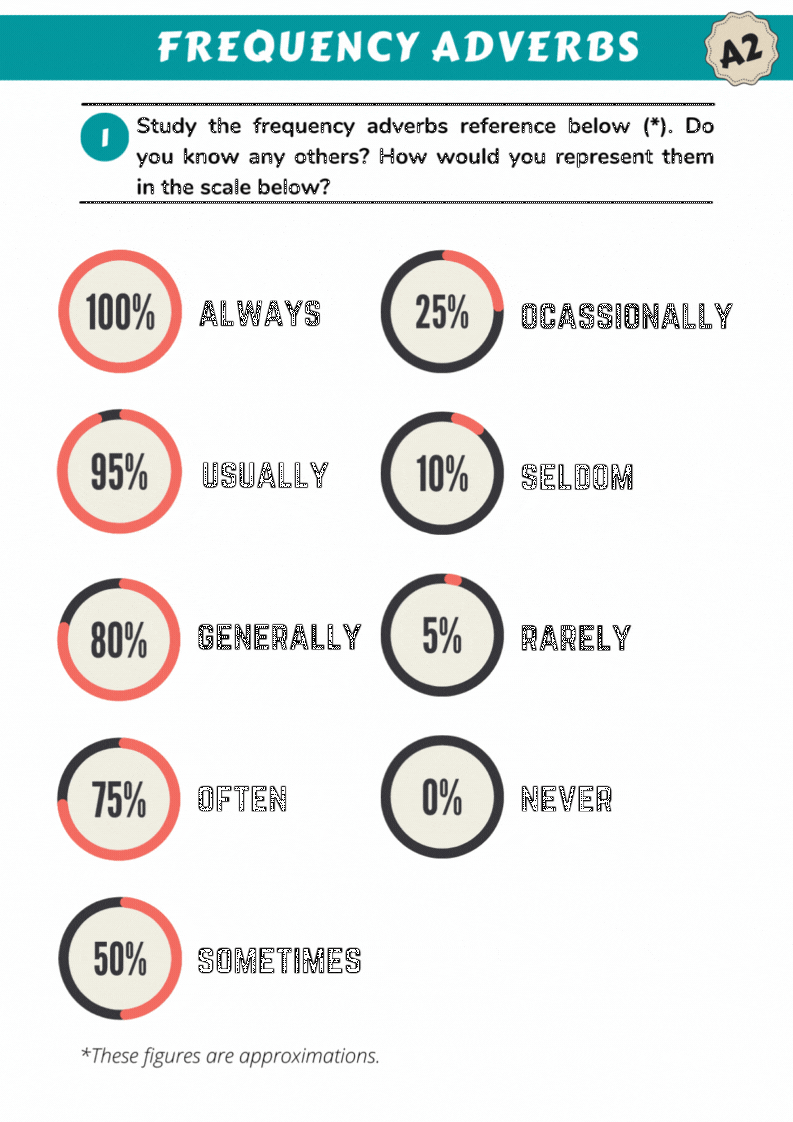 FREQUENCY ADVERBS
A2
1
Study the frequency adverbs reference below (*). Do
you know any others? How would you represent them
in the scale below?
100% ALWAYS
25% OCASSIONALLY
95% USUALLY
10% SELDOM
80% GENERALLY
5% RARELY
75% OFTEN
0% NEVER
50% SOMETIMES
*These figures are approximations.